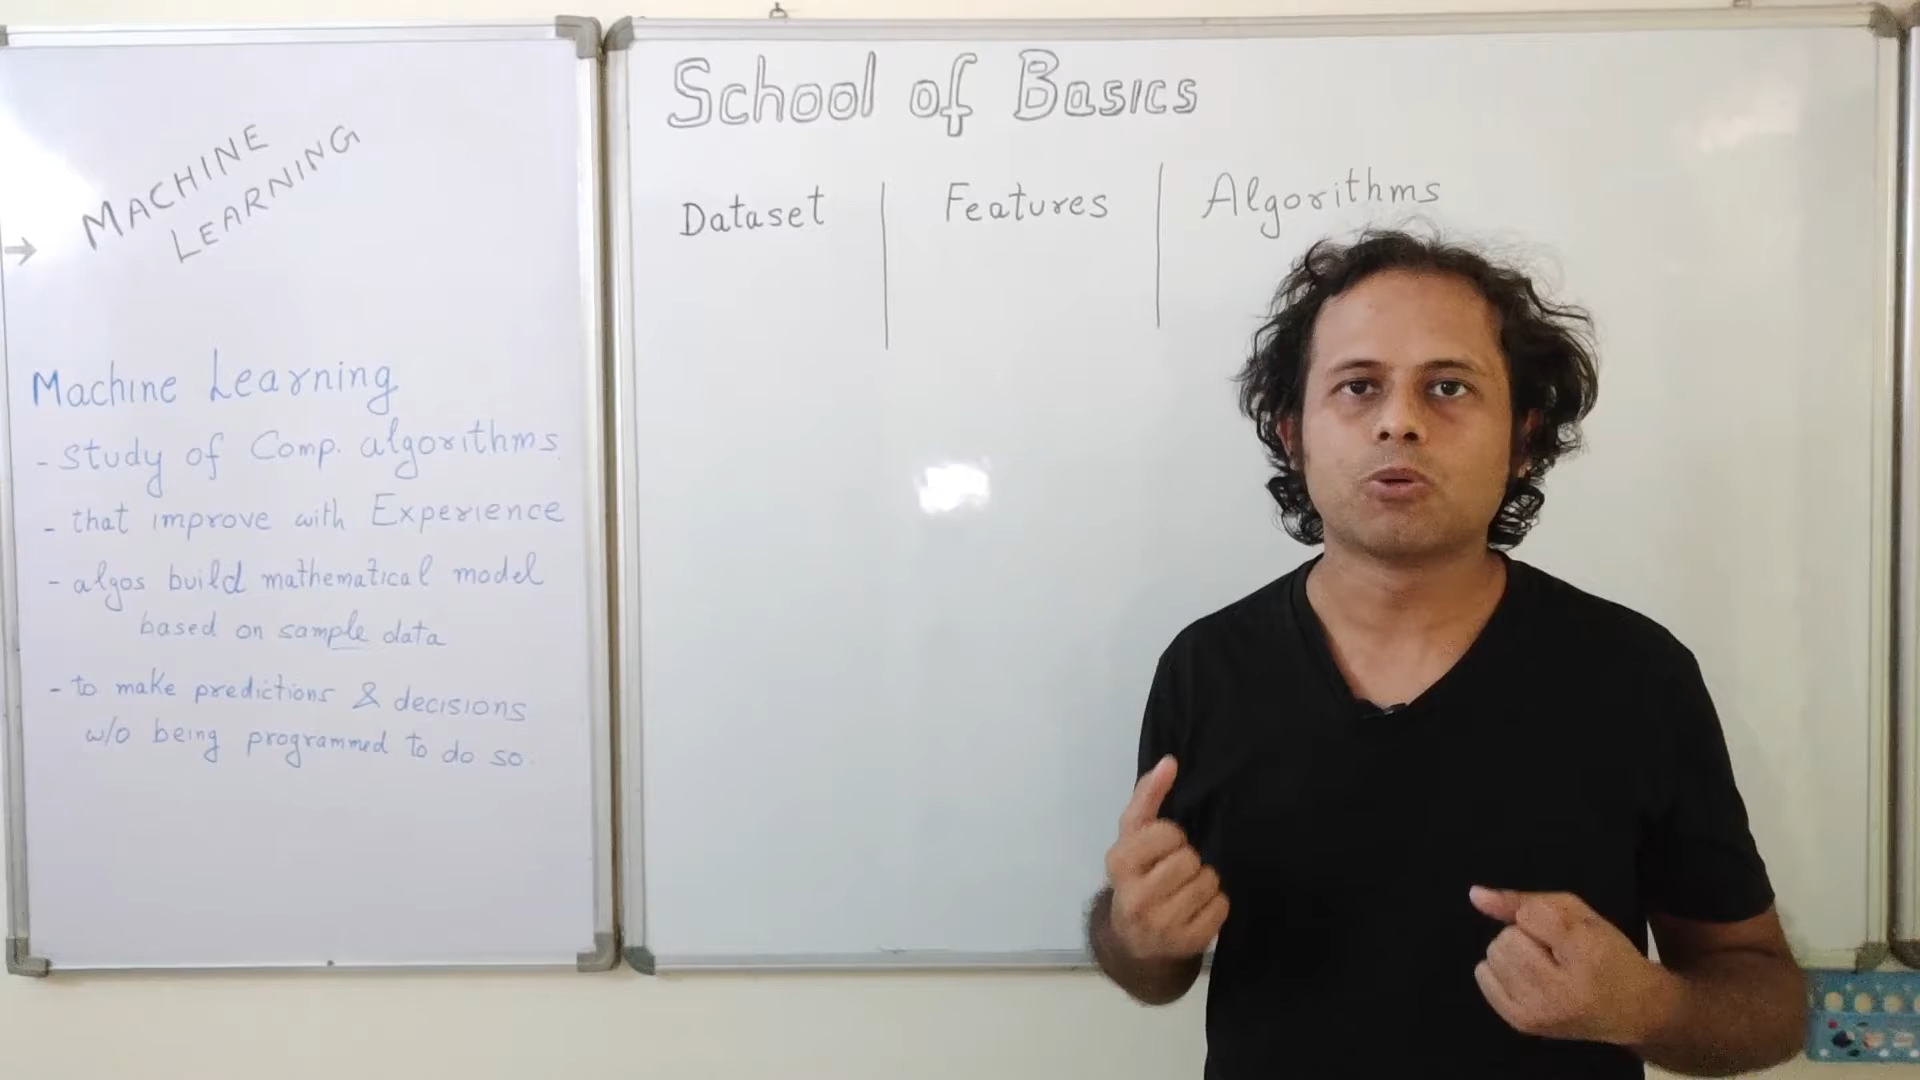 MACHINE
LEARNING
Machine Learning
- Study of Comp. algorithms.
- that improve with Experience
- algos build mathematical model
based on sample data
- to make predictions & decisions
w/o being programmed to do so.
School of Basics
Dataset | Features | Algorithms